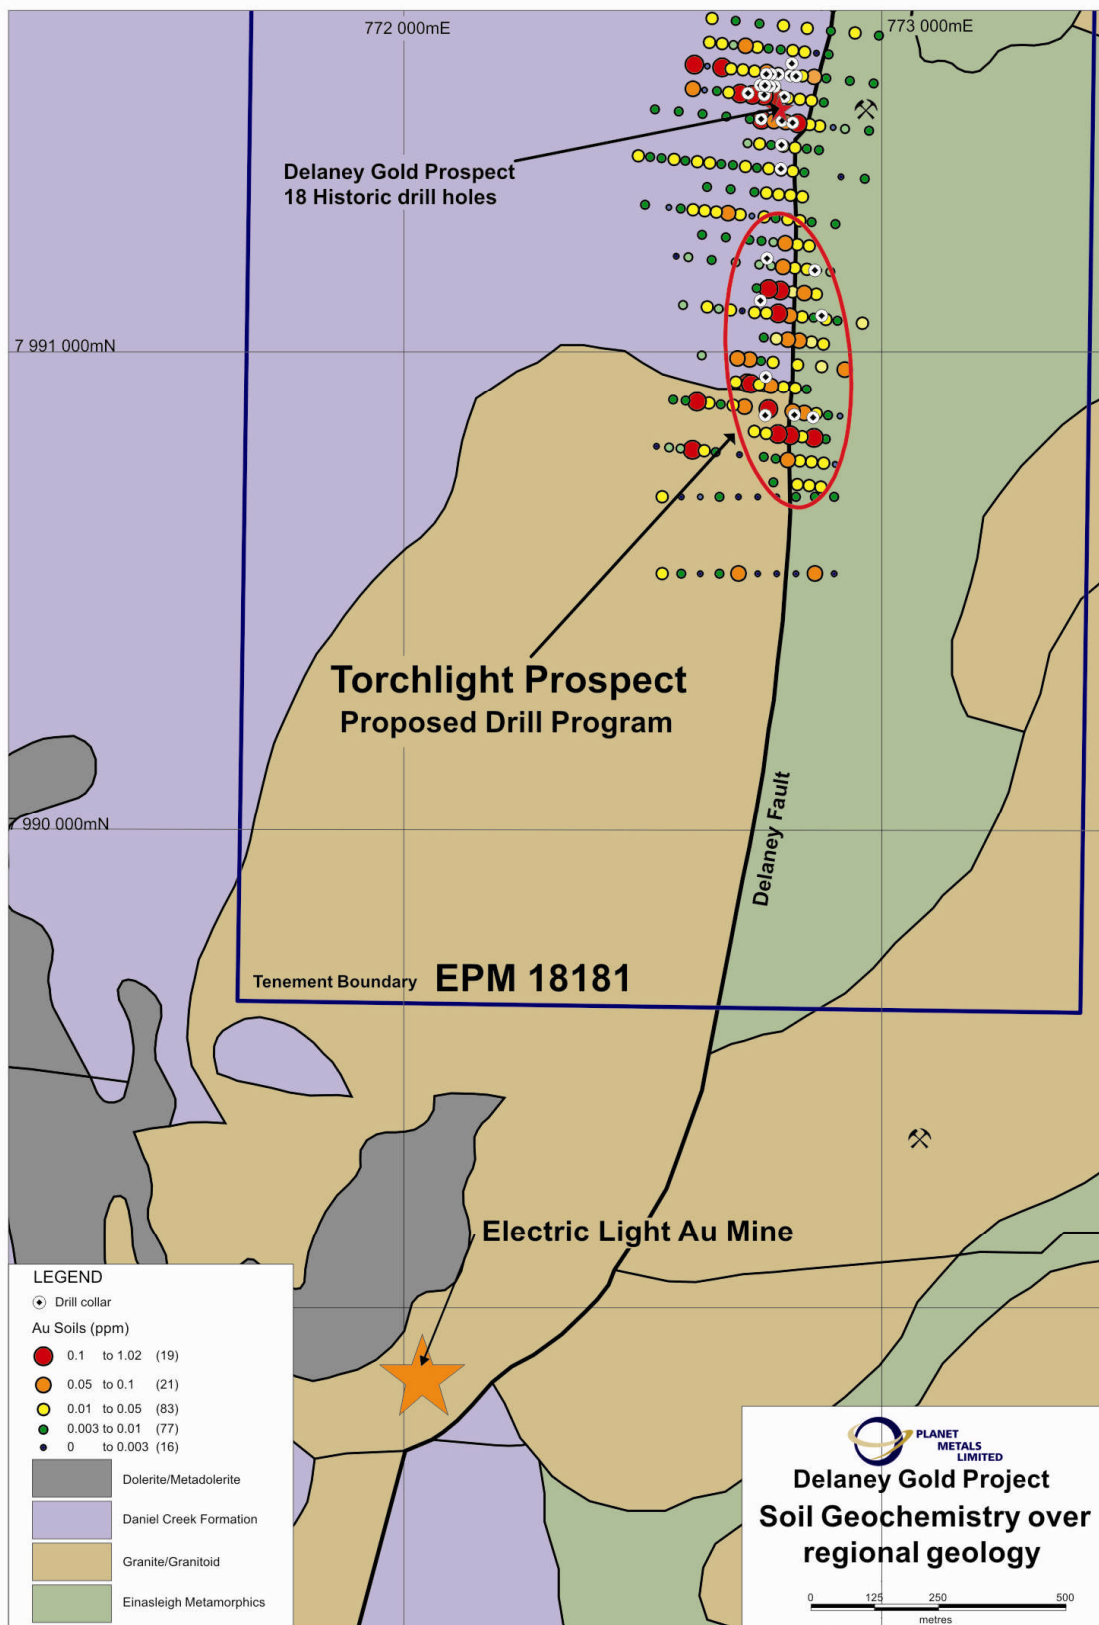 772 000mE
773 000mE
Delaney Gold Prospect
18 Historic drill holes
7 991 000mN
Torchlight Prospect
Proposed Drill Program
7 990 000mN
Delaney Fault
Tenement Boundary EPM 18181
Electric Light Au Mine
LEGEND
Drill collar
Au Soils (ppm)
0.1 to 1.02 (19)
0.05 to 0.1 (21)
0.01 to 0.05 (83)
0.003 to 0.01 (77)
0 to 0.003 (16)
Dolerite/Metadolerite
Daniel Creek Formation
Granite/Granitoid
Einasleigh Metamorphics
PLANET
METALS
LIMITED
Delaney Gold Project
Soil Geochemistry over
regional geology
0 125 250 500
metres